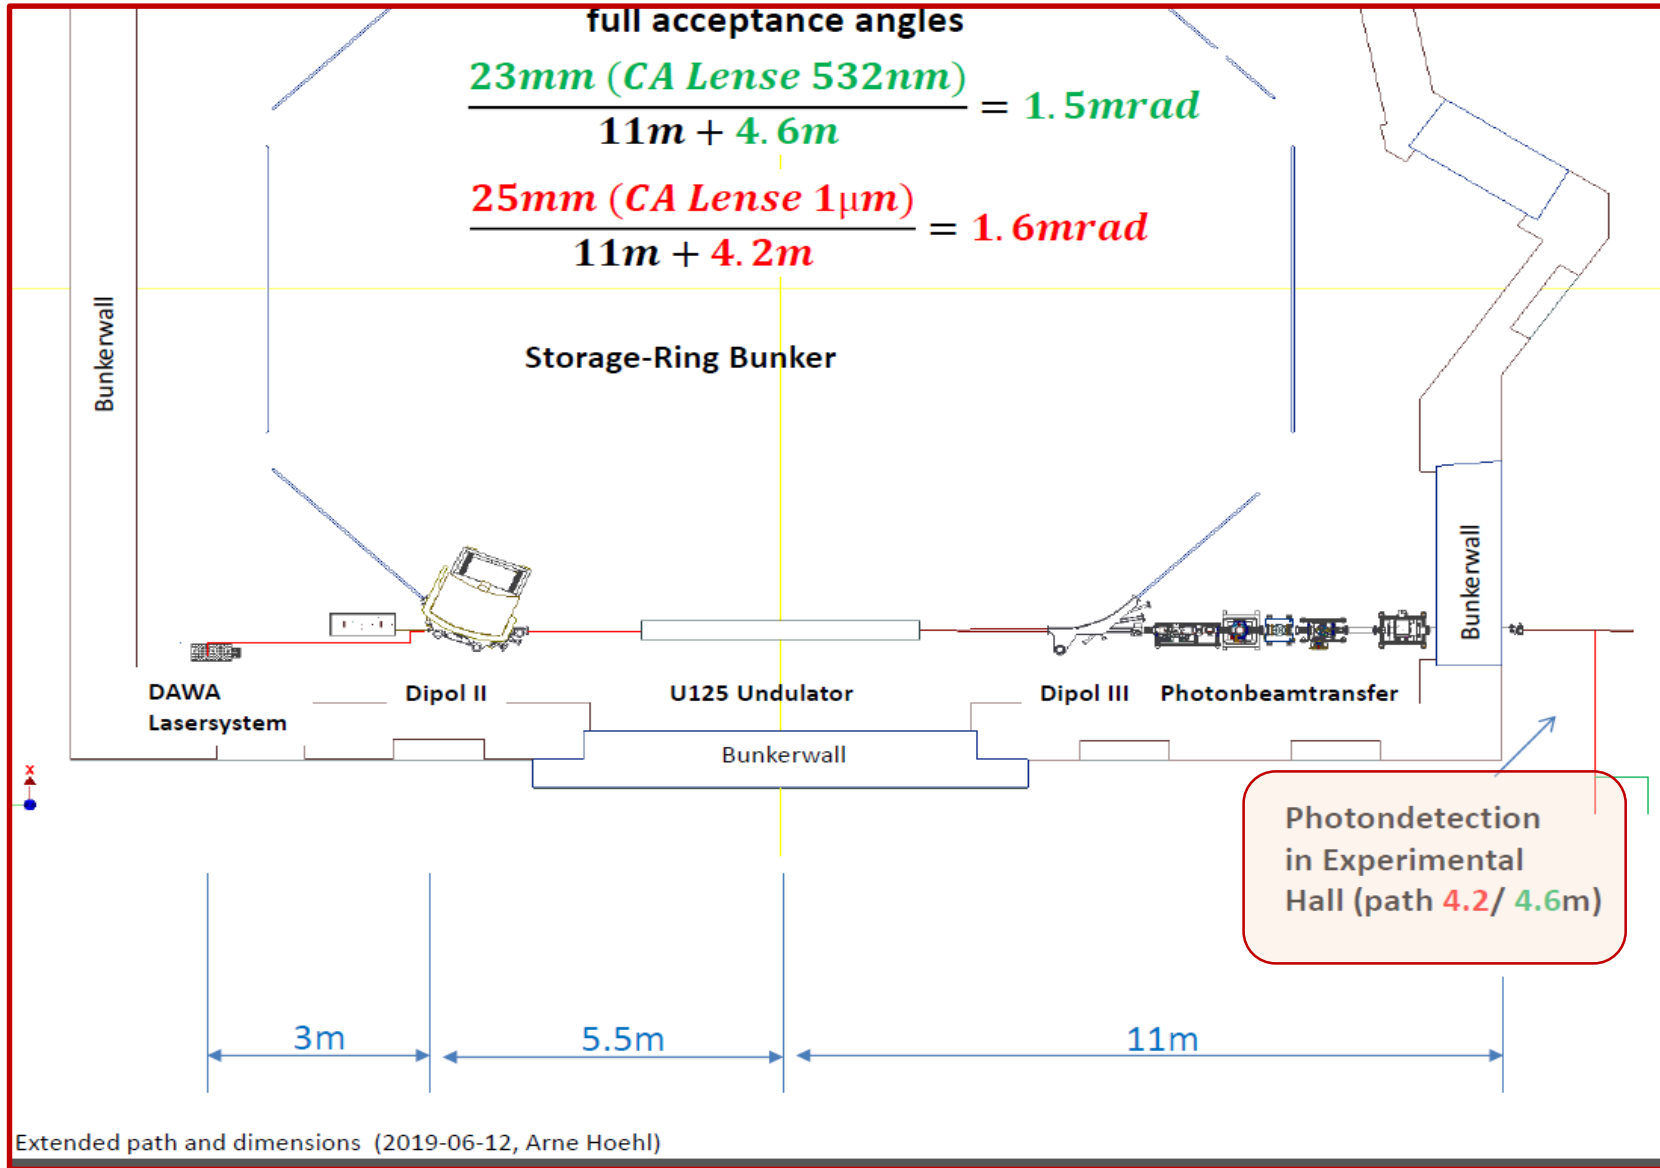 full acceptance angles
23mm (CA Lense 532nm)
11m + 4.6m
= 1.5mrad
25mm (CA Lense 1μm)
11m + 4.2m
= 1.6mrad
Bunkerwall
Storage-Ring Bunker
Bunkerwall
DAWA
Lasersystem
Dipol II
U125 Undulator
Dipol III
Photonbeamtransfer
Bunkerwall
x
Photondetection
in Experimental
Hall (path 4.2/ 4.6m)
3m
5.5m
11m
Extended path and dimensions (2019-06-12, Arne Hoehl)